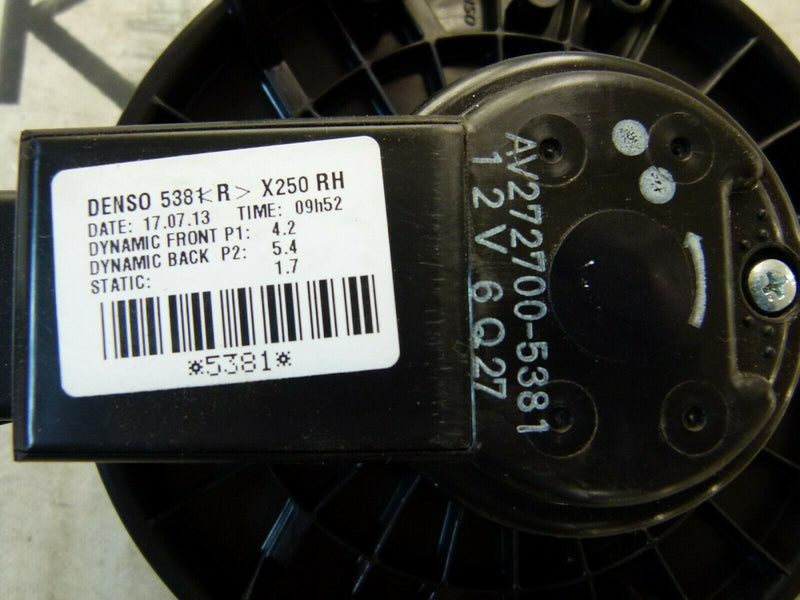 DENSO 5381<R> X250 RH
DATE: 17.07.13 TIME: 09h52
DYNAMIC FRONT P1: 4.2
DYNAMIC BACK P2: 5.4
STATIC: 1.7
*5381*
AV272700-5381
12V 6Q27